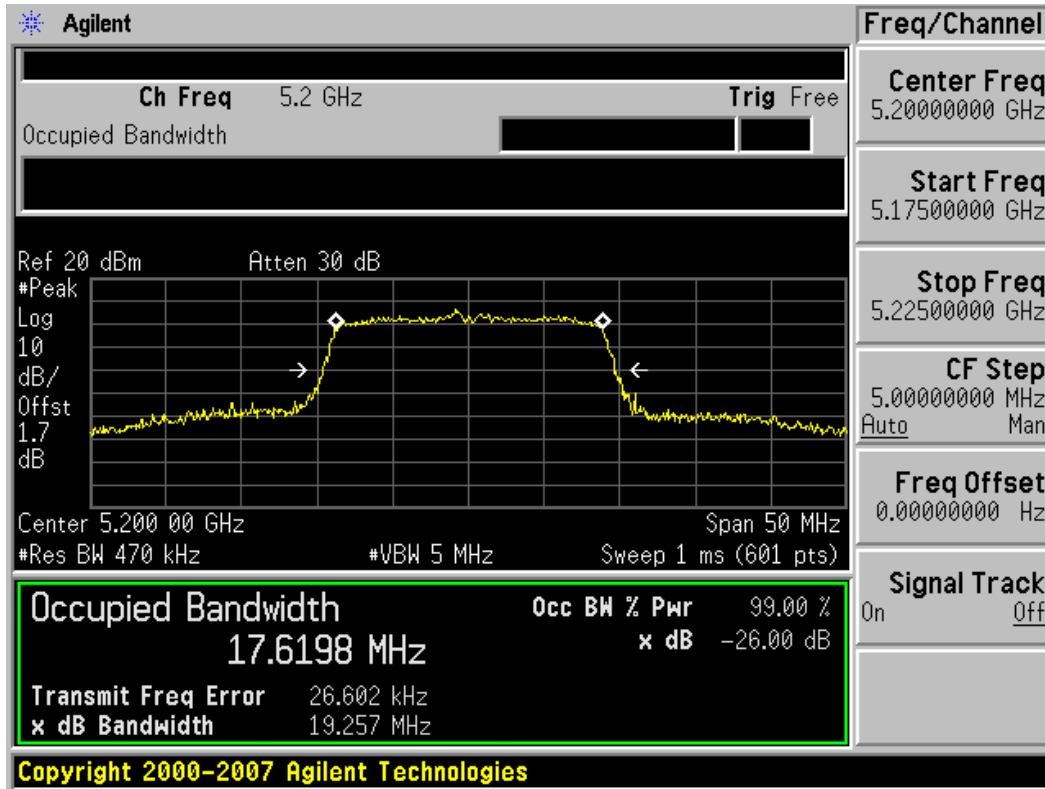 Agilent
Freq/Channel
Ch Freq 5.2 GHz Trig Free
Occupied Bandwidth
Center Freq
5.20000000 GHz
Start Freq
5.17500000 GHz
Stop Freq
5.22500000 GHz
CF Step
5.00000000 MHz
Auto Man
Freq Offset
0.00000000 Hz
Signal Track
On Off
Ref 20 dBm Atten 30 dB
#Peak
Log
10
dB/
Offst
1.7
dB
Center 5.200 00 GHz Span 50 MHz
#Res BW 470 kHz #VBW 5 MHz Sweep 1 ms (601 pts)
Occupied Bandwidth Occ BW % Pwr 99.00 %
17.6198 MHz x dB -26.00 dB
Transmit Freq Error 26.602 kHz
x dB Bandwidth 19.257 MHz
Copyright 2000-2007 Agilent Technologies